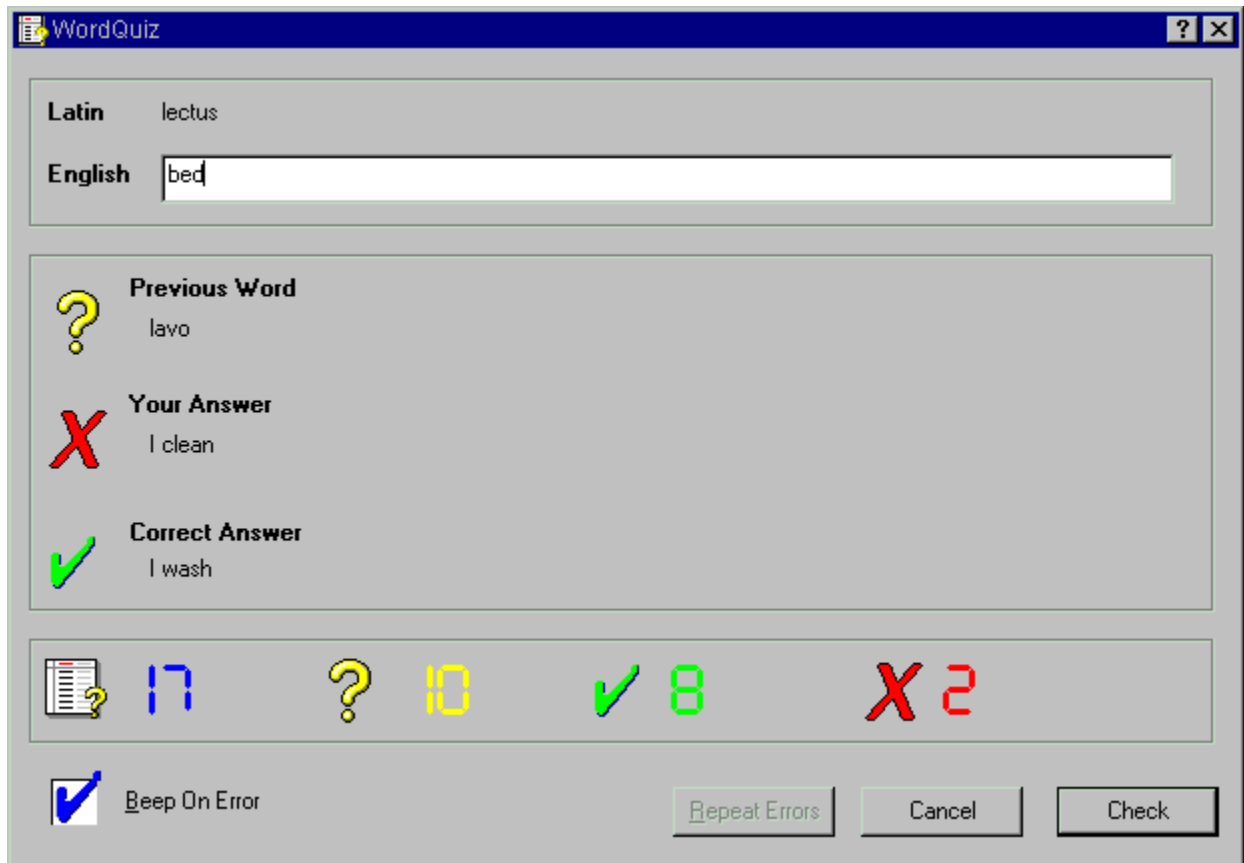 WordQuiz
Latin lectus
English bed
Previous Word
lavo
Your Answer
I clean
Correct Answer
I wash
17 10 8 2
Beep On Error
Repeat Errors Cancel Check